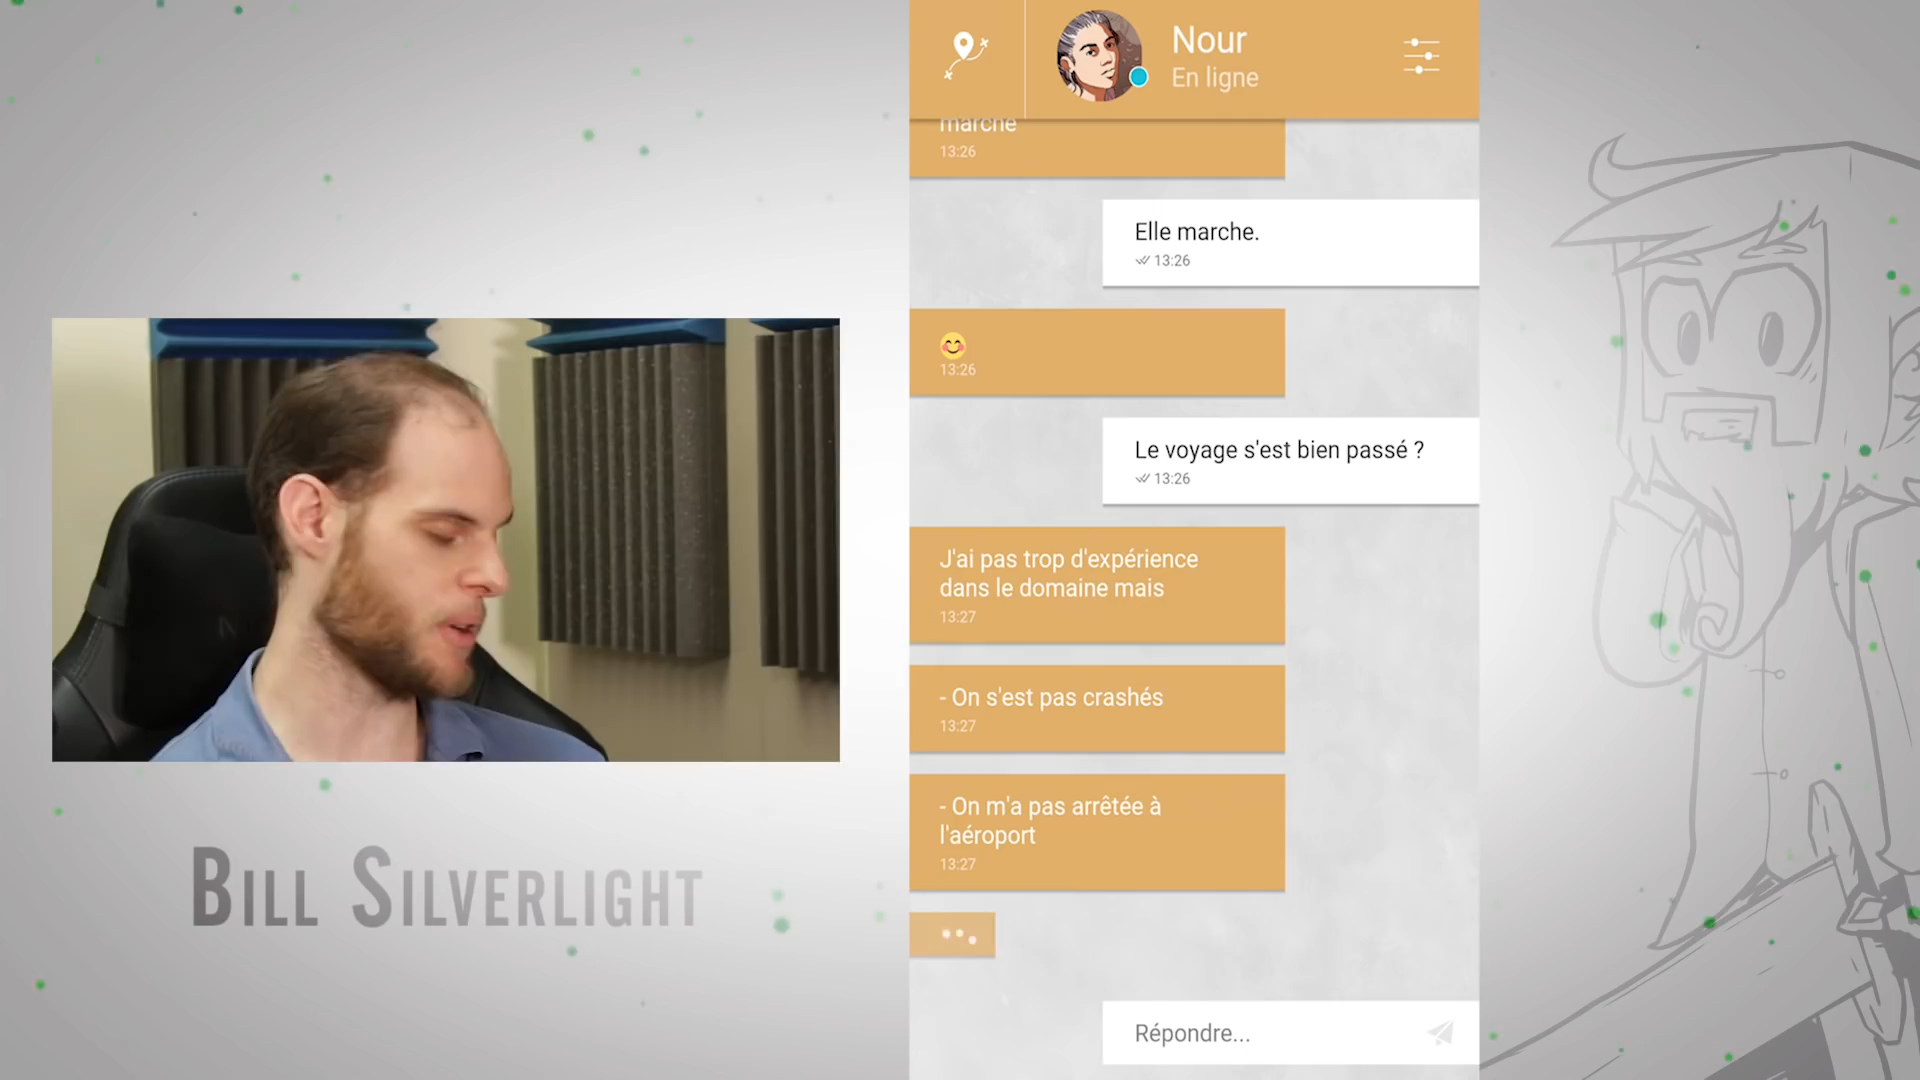 Nour
En ligne
marche
13:26
Elle marche.
13:26
13:26
Le voyage s'est bien passé ?
13:26
J'ai pas trop d'expérience
dans le domaine mais
13:27
- On s'est pas crashés
13:27
- On m'a pas arrêtée à
l'aéroport
13:27
Répondre...
BILL SILVERLIGHT